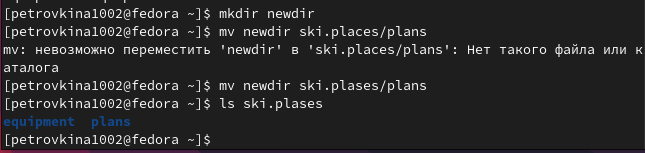 [petrovkina1002@fedora ~]$ mkdir newdir
[petrovkina1002@fedora ~]$ mv newdir ski.places/plans
mv: невозможно переместить 'newdir' в 'ski.places/plans': Нет такого файла или к
аталога
[petrovkina1002@fedora ~]$ mv newdir ski.plases/plans
[petrovkina1002@fedora ~]$ ls ski.plases
equipment  plans
[petrovkina1002@fedora ~]$